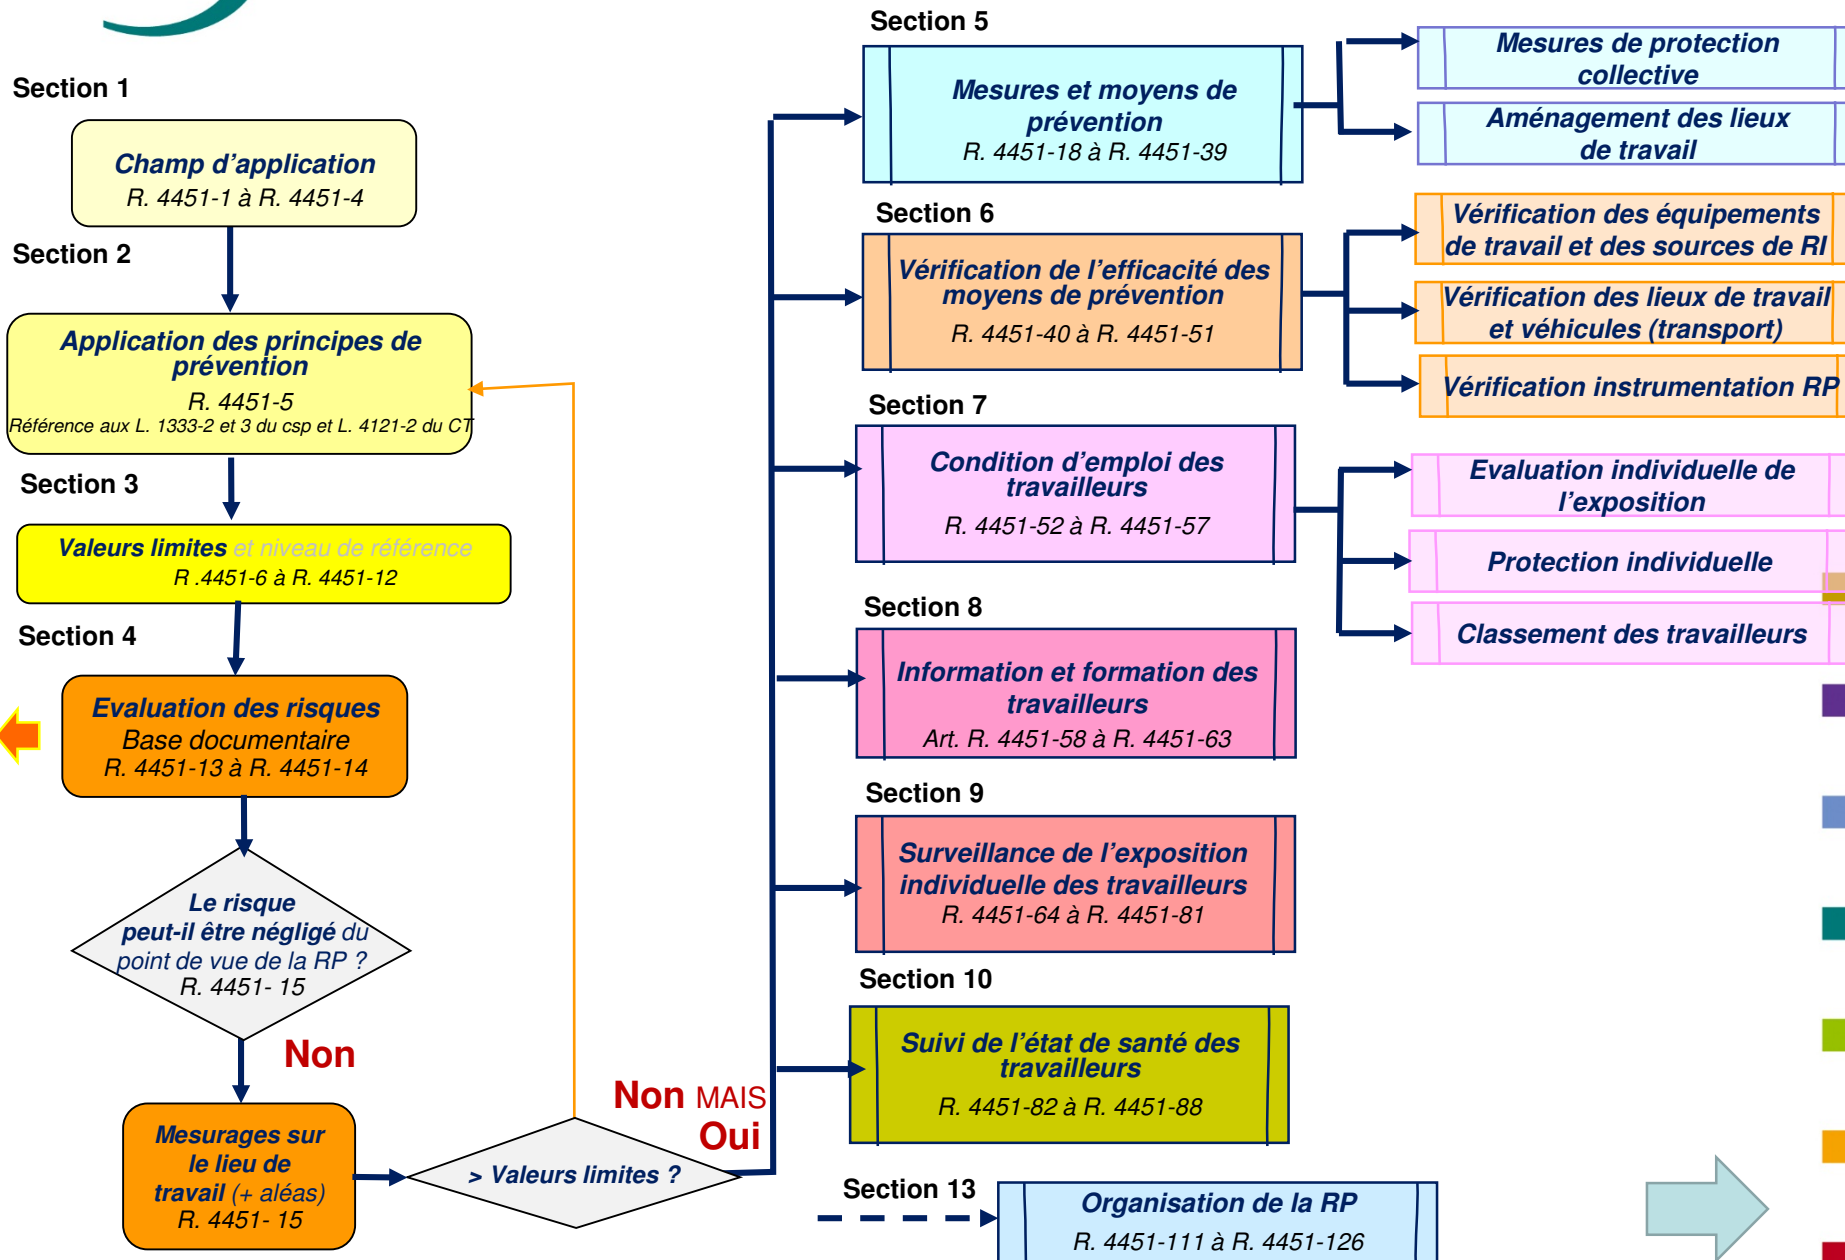 Section 1
Champ d'application
R. 4451-1 à R. 4451-4
Section 2
Application des principes de
prévention
R. 4451-5
Référence aux L. 1333-2 et 3 du csp et L. 4121-2 du CT
Section 3
Valeurs limites et niveau de référence
R .4451-6 à R. 4451-12
Section 4
Evaluation des risques
Base documentaire
R. 4451-13 à R. 4451-14
Le risque
peut-il être négligé du
point de vue de la RP ?
R. 4451- 15
Non
Mesurages sur
le lieu de
travail (+ aléas)
R. 4451- 15
> Valeurs limites ?
Non MAIS
Oui
Section 5
Mesures et moyens de
prévention
R. 4451-18 à R. 4451-39
Mesures de protection
collective
Aménagement des lieux
de travail
Section 6
Vérification de l'efficacité des
moyens de prévention
R. 4451-40 à R. 4451-51
Vérification des équipements
de travail et des sources de RI
Vérification des lieux de travail
et véhicules (transport)
Vérification instrumentation RP
Section 7
Condition d'emploi des
travailleurs
R. 4451-52 à R. 4451-57
Evaluation individuelle de
l'exposition
Protection individuelle
Classement des travailleurs
Section 8
Information et formation des
travailleurs
Art. R. 4451-58 à R. 4451-63
Section 9
Surveillance de l'exposition
individuelle des travailleurs
R. 4451-64 à R. 4451-81
Section 10
Suivi de l'état de santé des
travailleurs
R. 4451-82 à R. 4451-88
Section 13
Organisation de la RP
R. 4451-111 à R. 4451-126